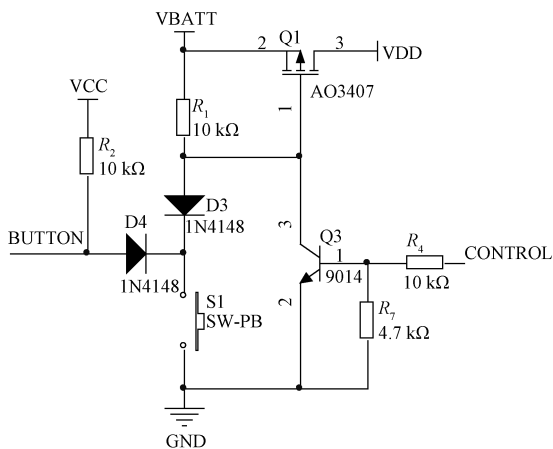 VBATT
Q1
2
3
VDD
VCC
1
AO3407
R1
10 kΩ
R2
10 kΩ
D3
1N4148
D4
BUTTON
3
Q3
1
R4
CONTROL
1N4148
9014
10 kΩ
S1
SW-PB
2
R7
4.7 kΩ
GND